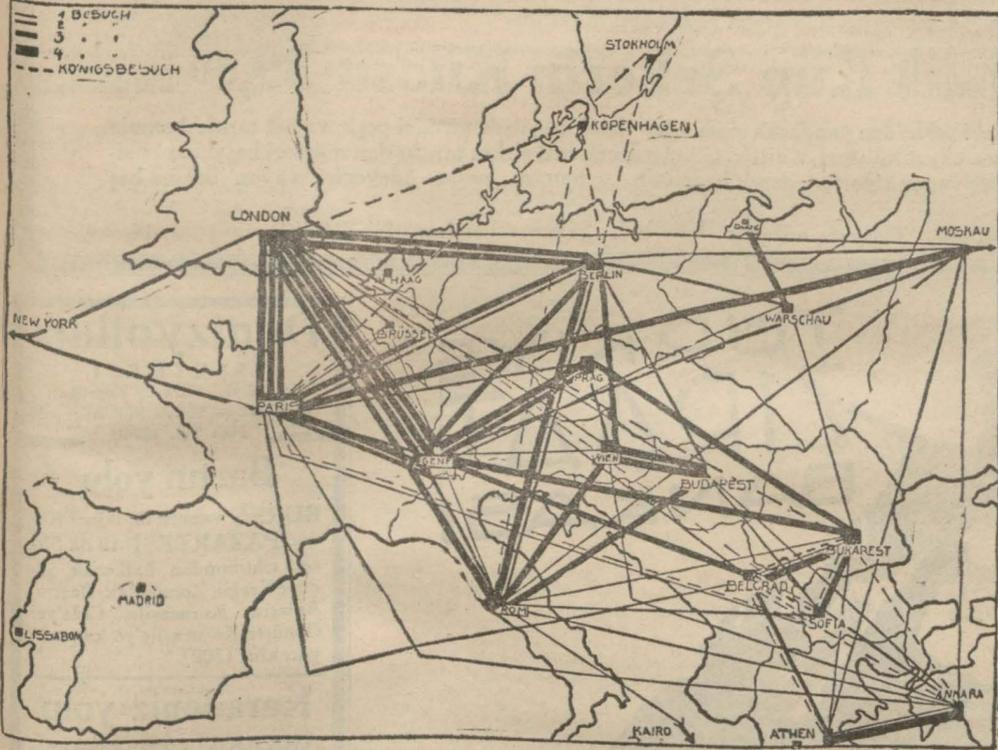 1 BESUCH
2 " "
3 " "
4 " "
KÖNIGSBESUCH
STOKHOLM
KOPENHAGEN
LONDON
MOSKAU
HAAG
BERLIN
NEW YORK
BRÜSSEL
WARSCHAU
PRAG
PARIS
GENF
WIEN
BUDAPEST
BUKAREST
BELGRAD
MADRID
ROM
SOFIA
LISSABON
ANKARA
KAIRO
ATHEN